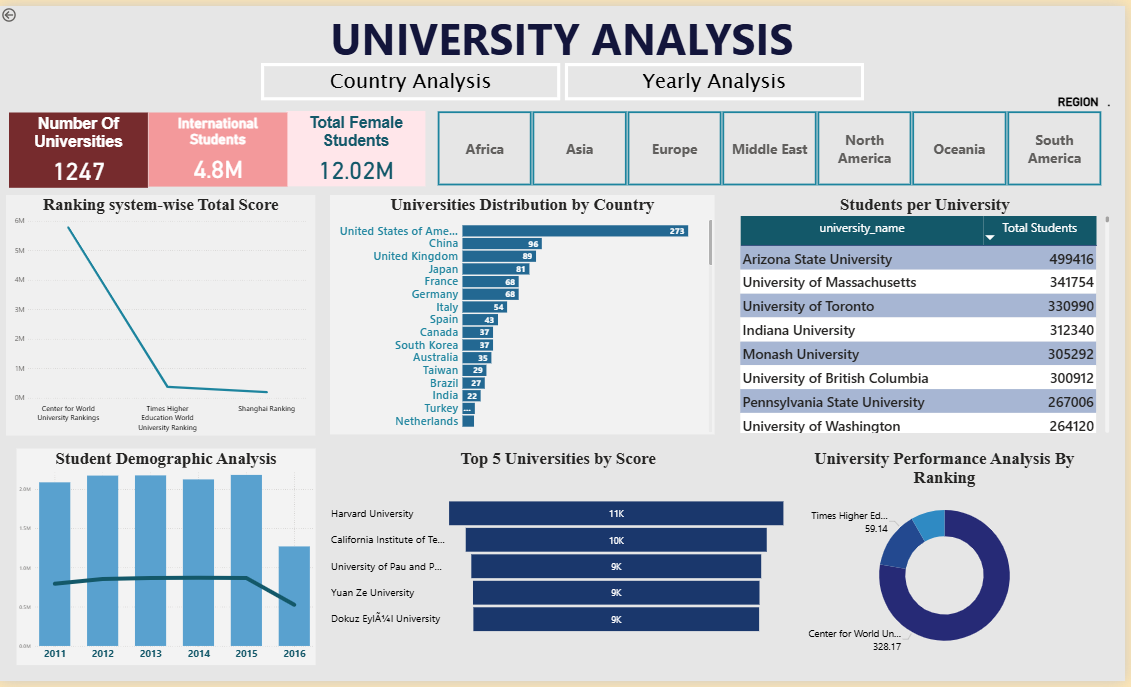 UNIVERSITY ANALYSIS
Country Analysis
Yearly Analysis
REGION .
Number Of
Universities
1247
International
Students
4.8M
Total Female
Students
12.02M
Africa
Asia
Europe
Middle East
North
America
Oceania
South
America
Ranking system-wise Total Score
6M
5M
4M
3M
2M
1M
0M
Center for World
University Rankings
Times Higher
Education World
University Ranking
Shanghai Ranking
Universities Distribution by Country
United States of Ame... 273
China 96
United Kingdom 89
Japan 81
France 68
Germany 68
Italy 54
Spain 43
Canada 37
South Korea 37
Australia 35
Taiwan 29
Brazil 27
India 22
Turkey ...
Netherlands
Students per University
university_name Total Students
Arizona State University 499416
University of Massachusetts 341754
University of Toronto 330990
Indiana University 312340
Monash University 305292
University of British Columbia 300912
Pennsylvania State University 267006
University of Washington 264120
Student Demographic Analysis
2.0M
1.5M
1.0M
0.5M
0.0M
2011 2012 2013 2014 2015 2016
Top 5 Universities by Score
Harvard University 11K
California Institute of Te... 10K
University of Pau and P... 9K
Yuan Ze University 9K
Dokuz EylÃ¼l University 9K
University Performance Analysis By
Ranking
Times Higher Ed...
59.14
Center for World Un...
328.17